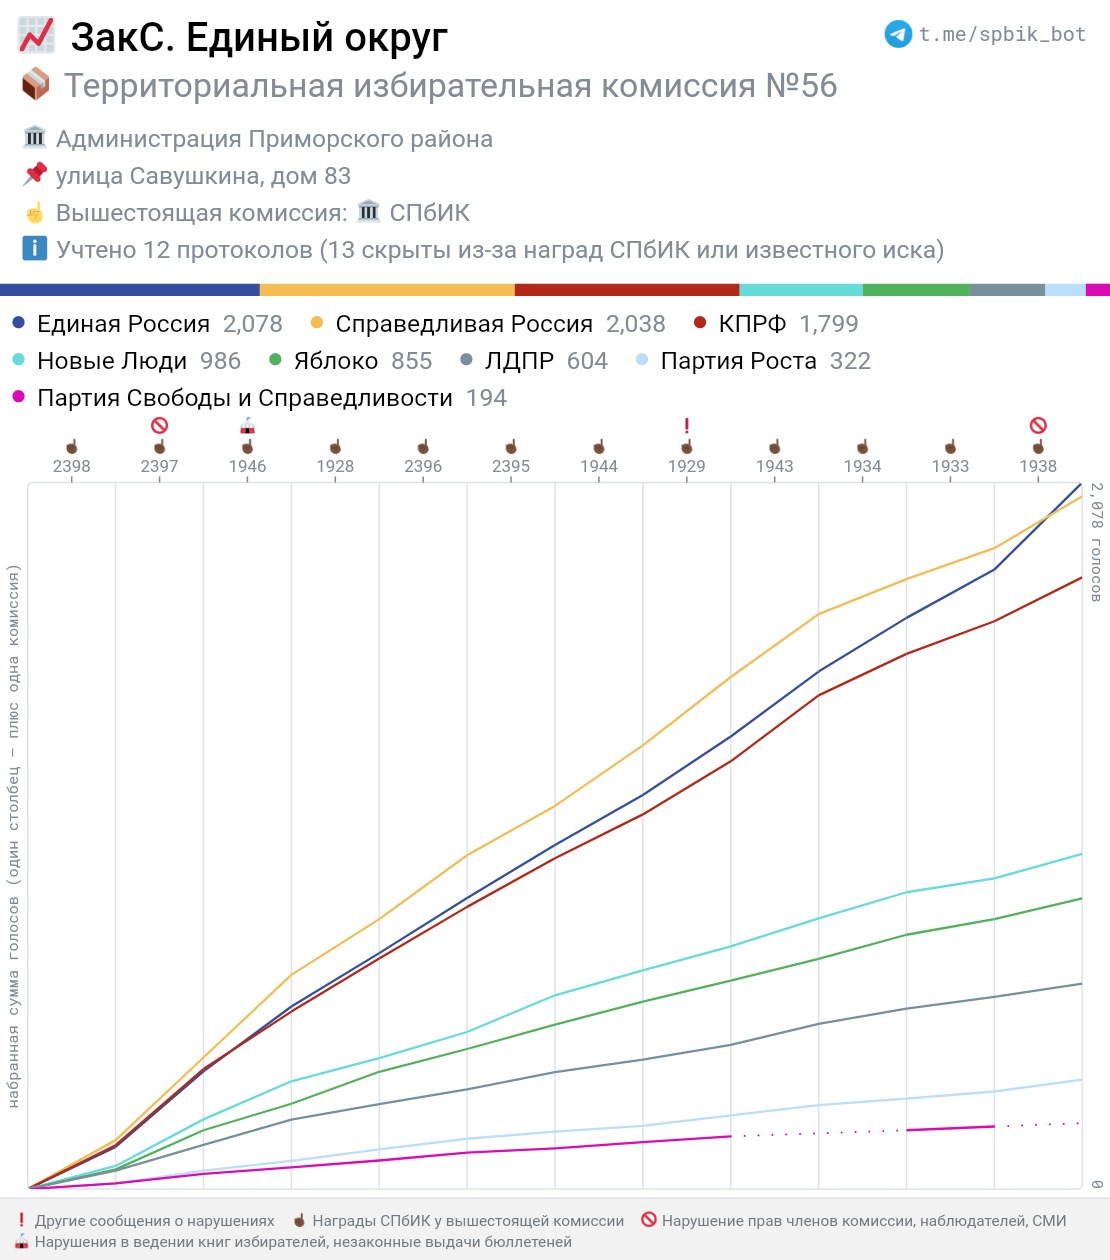 ЗакС. Единый округ
t.me/spbik_bot
Территориальная избирательная комиссия №56
Администрация Приморского района
улица Савушкина, дом 83
Вышестоящая комиссия: СПбИК
Учтено 12 протоколов (13 скрыты из-за наград СПбИК или известного иска)
Единая Россия 2,078 Справедливая Россия 2,038 КПРФ 1,799
Новые Люди 986 Яблоко 855 ЛДПР 604 Партия Роста 322
Партия Свободы и Справедливости 194
2398 2397 1946 1928 2396 2395 1944 1929 1943 1934 1933 1938
2,078 голосов
набранная сумма голосов (один столбец — плюс одна комиссия)
0
Другие сообщения о нарушениях Награды СПбИК у вышестоящей комиссии Нарушение прав членов комиссии, наблюдателей, СМИ
Нарушения в ведении книг избирателей, незаконные выдачи бюллетеней